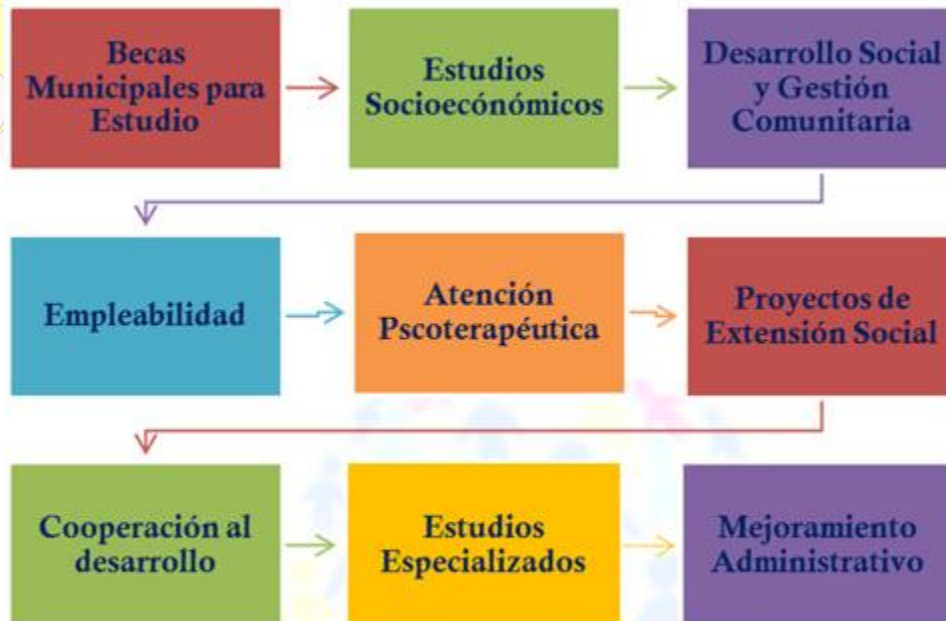 Becas
Municipales para
Estudio
Estudios
Socioecónómicos
Desarrollo Social
y Gestión
Comunitaria
Empleabilidad
Atención
Pscoterapéutica
Proyectos de
Extensión Social
Cooperación al
desarrollo
Estudios
Especializados
Mejoramiento
Administrativo